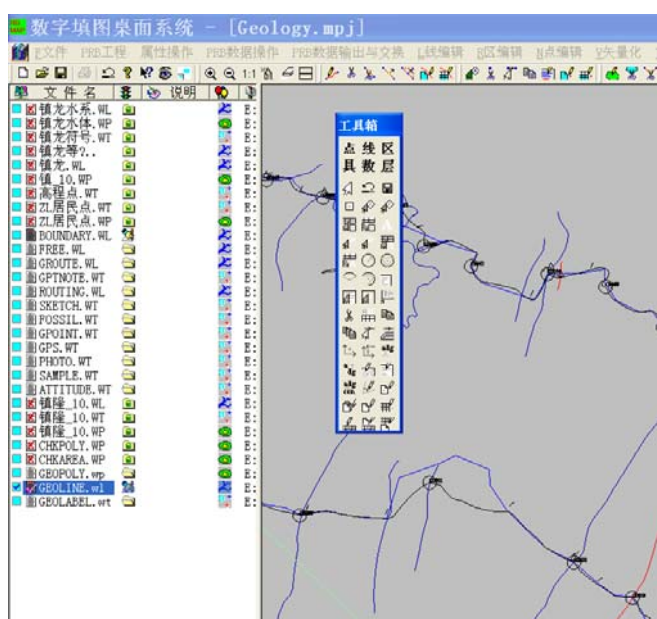 数字填图桌面系统 - [Geology.mpj]
E文件 PRB工程 属性操作 PRB数据操作 PRB数据输出与交换 L线编辑 R区编辑 N点编辑 V矢量化
1:1
文件名 说明
镇龙水系.WL E:
镇龙水体.WP E:
镇龙符号.WT E:
镇龙等?.. E:
镇龙.WL E:
镇_10.WP E:
高程点.WT E:
ZL居民点.WT E:
ZL居民点.WP E:
BOUNDARY.WL E:
FREE.WL E:
GROUTE.WL E:
GPTNOTE.WT E:
ROUTING.WL E:
SKETCH.WT E:
FOSSIL.WT E:
GPOINT.WT E:
GPS.WT E:
PHOTO.WT E:
SAMPLE.WT E:
ATTITUDE.WT E:
镇隆_10.WL E:
镇隆_10.WT E:
镇隆_10.WP E:
CHKPOLY.WP E:
CHKAREA.WP E:
GEOPOLY.wp E:
GEOLINE.wl E:
GEOLABEL.wt E:
工具箱
点 线 区
具 数 层